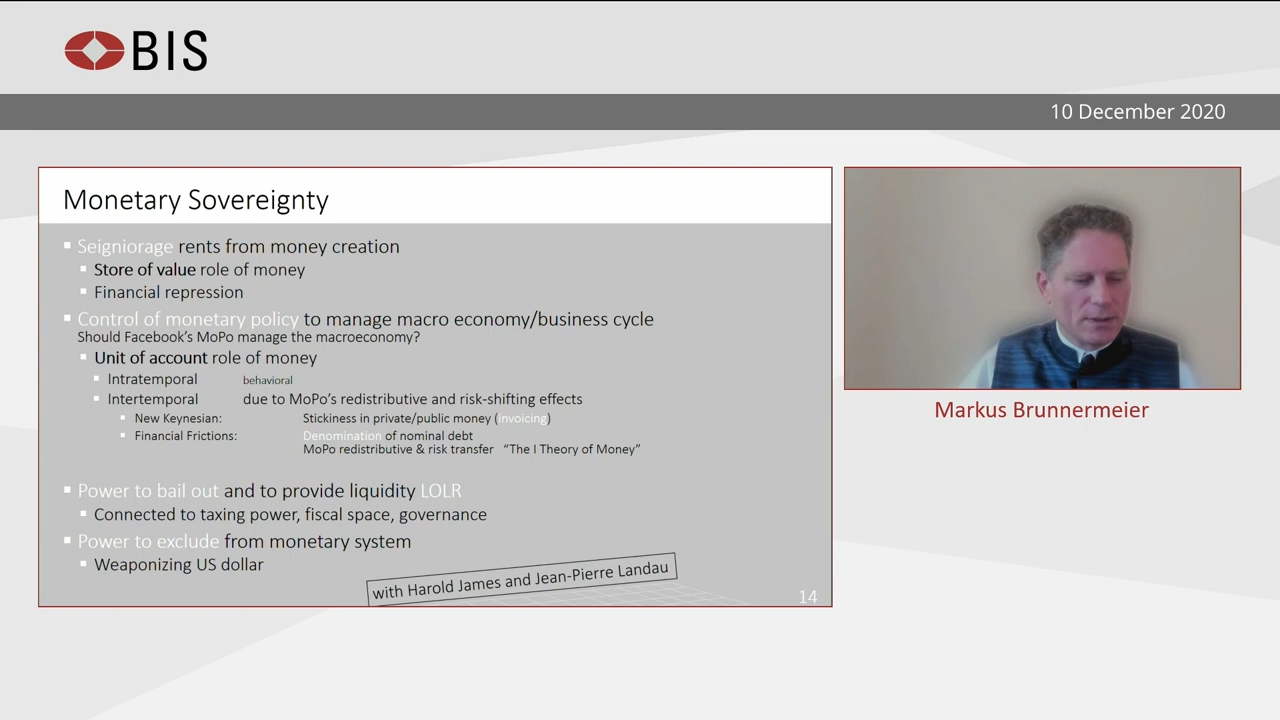 BIS
10 December 2020
Monetary Sovereignty
Seigniorage rents from money creation
Store of value role of money
Financial repression
Control of monetary policy to manage macro economy/business cycle
Should Facebook's MoPo manage the macroeconomy?
Unit of account role of money
Intratemporal behavioral
Intertemporal due to MoPo's redistributive and risk-shifting effects
New Keynesian: Stickiness in private/public money (invoicing)
Financial Frictions: Denomination of nominal debt
MoPo redistributive & risk transfer "The I Theory of Money"
Power to bail out and to provide liquidity LOLR
Connected to taxing power, fiscal space, governance
Power to exclude from monetary system
Weaponizing US dollar
with Harold James and Jean-Pierre Landau
14
Markus Brunnermeier